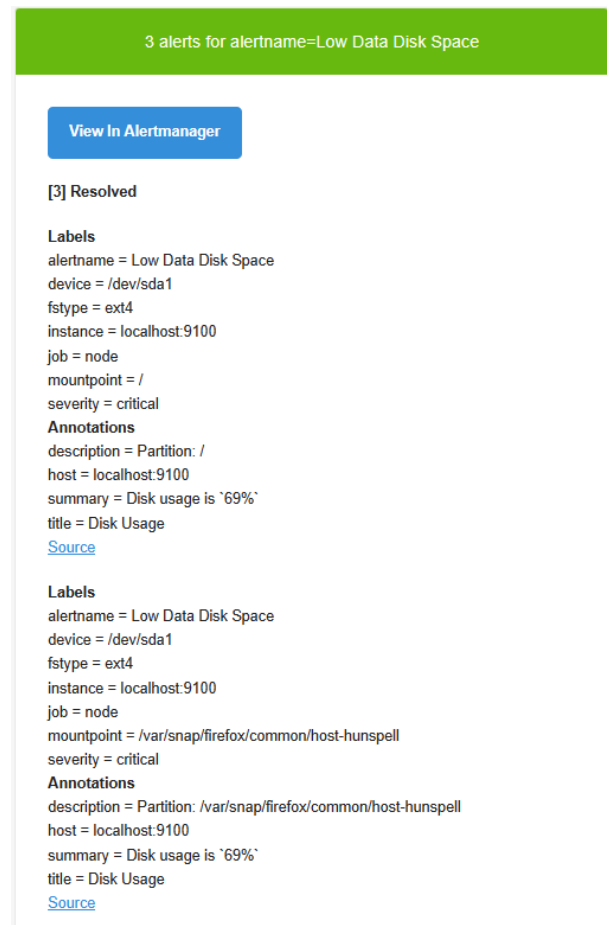 3 alerts for alertname=Low Data Disk Space
View In Alertmanager
[3] Resolved
Labels
alertname = Low Data Disk Space
device = /dev/sda1
fstype = ext4
instance = localhost:9100
job = node
mountpoint = /
severity = critical
Annotations
description = Partition: /
host = localhost:9100
summary = Disk usage is `69%`
title = Disk Usage
Source
Labels
alertname = Low Data Disk Space
device = /dev/sda1
fstype = ext4
instance = localhost:9100
job = node
mountpoint = /var/snap/firefox/common/host-hunspell
severity = critical
Annotations
description = Partition: /var/snap/firefox/common/host-hunspell
host = localhost:9100
summary = Disk usage is `69%`
title = Disk Usage
Source